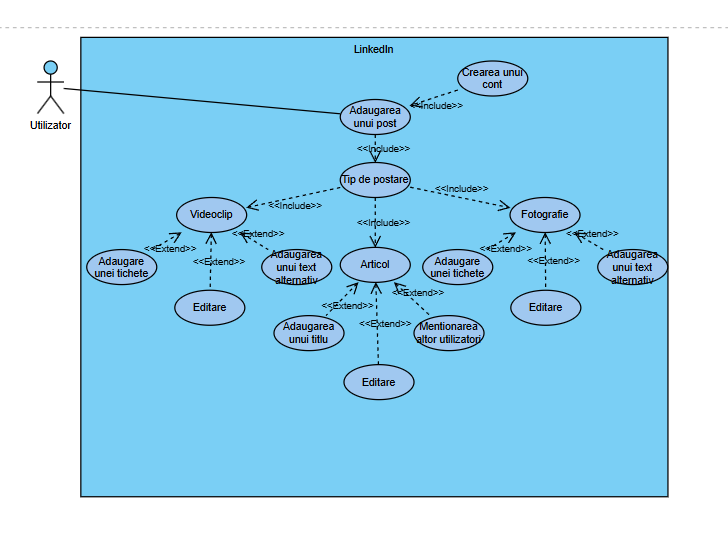 LinkedIn
Utilizator
Crearea unui
cont
<<Include>>
Adaugarea
unui post
<<Include>>
Tip de postare
<<Include>>
<<Include>>
<<Include>>
Videoclip
Fotografie
<<Extend>>
<<Extend>>
<<Extend>>
<<Extend>>
<<Extend>>
<<Extend>>
Adaugare
unei tichete
Adaugarea
unui text
alternativ
Articol
Adaugare
unei tichete
Adaugarea
unui text
alternativ
Editare
<<Extend>>
<<Extend>>
<<Extend>>
Editare
Adaugarea
unui titlu
Mentionarea
altor utilizatori
Editare